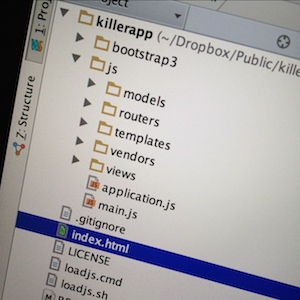 oject
1: Pro
killerapp (~/Dropbox/Public/kille
bootstrap3
js
models
routers
templates
vendors
views
application.js
main.js
.gitignore
index.html
LICENSE
loadjs.cmd
loadjs.sh
Z: Structure